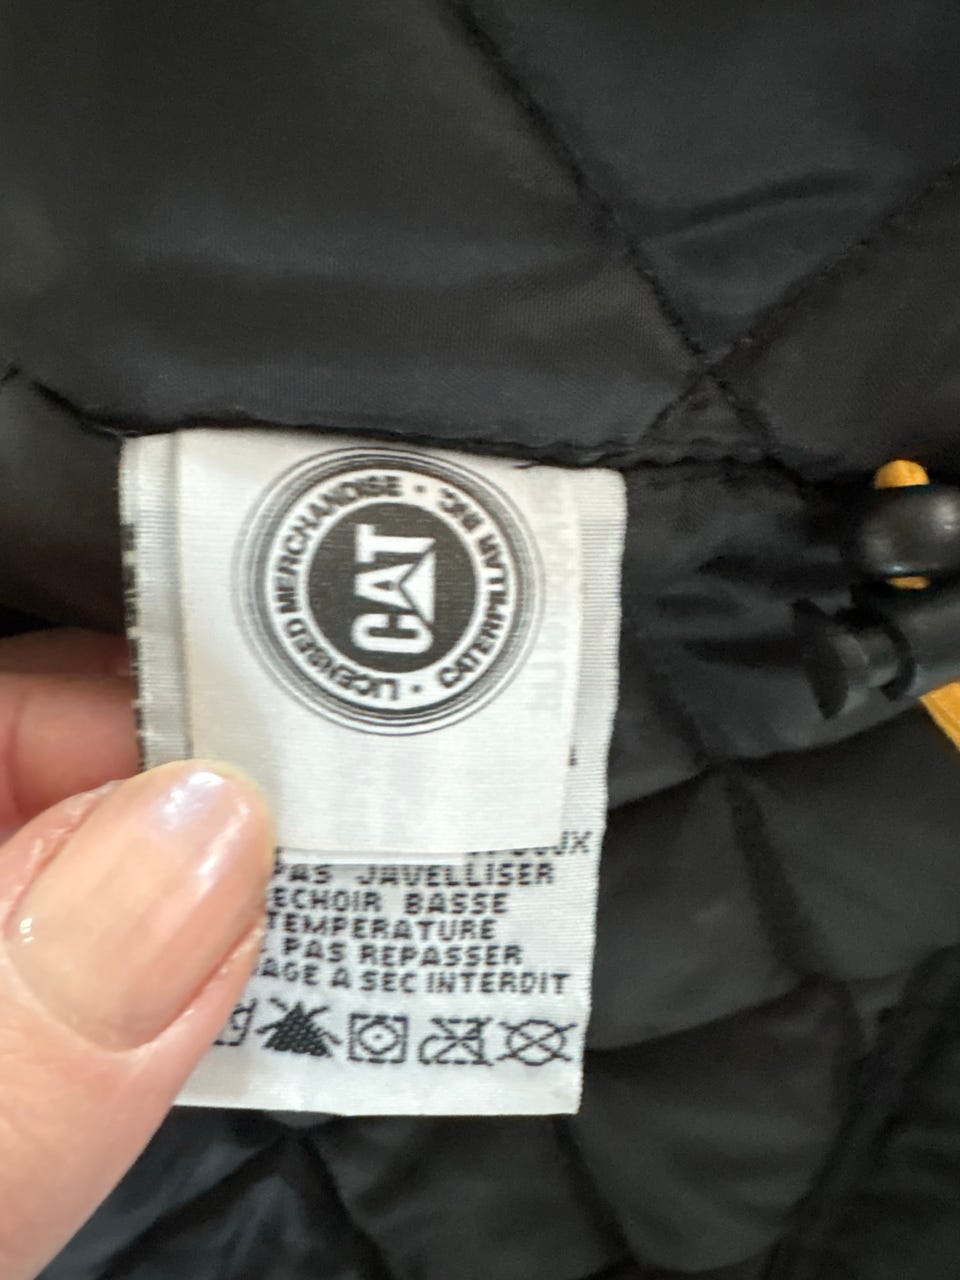 LICENSED MERCHANDISE • CATERPILLAR INC. •
CAT
PAS JAVELLISER
ECHOIR BASSE
TEMPERATURE
PAS REPASSER
AGE A SEC INTERDIT